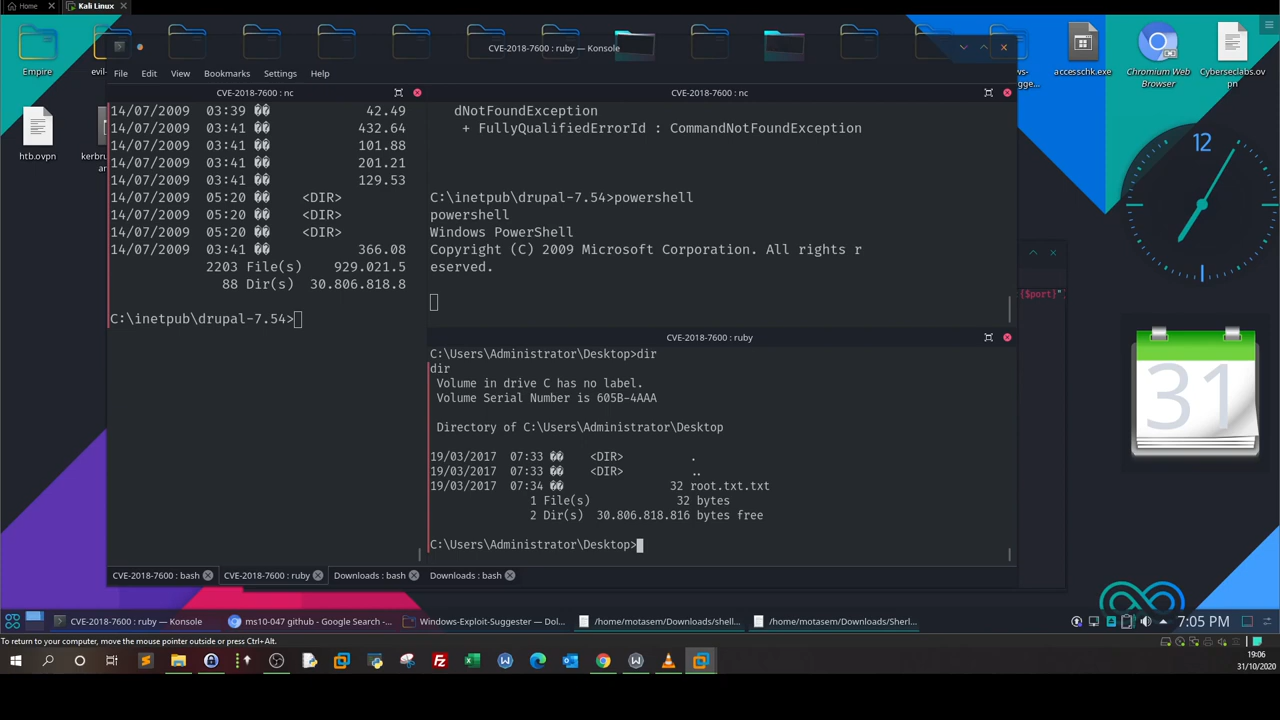 Home
Kali Linux
Empire
evil-
CVE-2018-7600 : ruby — Konsole
accesschk.exe
Chromium Web
Browser
Cyberseclabs.ov
pn
htb.ovpn
kerbru
an
File Edit View Bookmarks Settings Help
CVE-2018-7600 : nc
14/07/2009 03:39 �� 42.49
14/07/2009 03:41 �� 432.64
14/07/2009 03:41 �� 101.88
14/07/2009 03:41 �� 201.21
14/07/2009 03:41 �� 129.53
14/07/2009 05:20 �� <DIR>
14/07/2009 05:20 �� <DIR>
14/07/2009 05:20 �� <DIR>
14/07/2009 03:41 �� 366.08
2203 File(s) 929.021.5
88 Dir(s) 30.806.818.8
C:\inetpub\drupal-7.54>
CVE-2018-7600 : nc
dNotFoundException
+ FullyQualifiedErrorId : CommandNotFoundException
C:\inetpub\drupal-7.54>powershell
powershell
Windows PowerShell
Copyright (C) 2009 Microsoft Corporation. All rights r
eserved.
CVE-2018-7600 : ruby
C:\Users\Administrator\Desktop>dir
dir
Volume in drive C has no label.
Volume Serial Number is 605B-4AAA
Directory of C:\Users\Administrator\Desktop
19/03/2017 07:33 �� <DIR> .
19/03/2017 07:33 �� <DIR> ..
19/03/2017 07:34 �� 32 root.txt.txt
1 File(s) 32 bytes
2 Dir(s) 30.806.818.816 bytes free
C:\Users\Administrator\Desktop>
{$port}"
12
31
CVE-2018-7600 : bash
CVE-2018-7600 : ruby
Downloads : bash
Downloads : bash
CVE-2018-7600 : ruby — Konsole
ms10-047 github - Google Search -...
Windows-Exploit-Suggester — Dol...
/home/motasem/Downloads/shell...
/home/motasem/Downloads/Sherl...
7:05 PM
To return to your computer, move the mouse pointer outside or press Ctrl+Alt.
19:06
31/10/2020